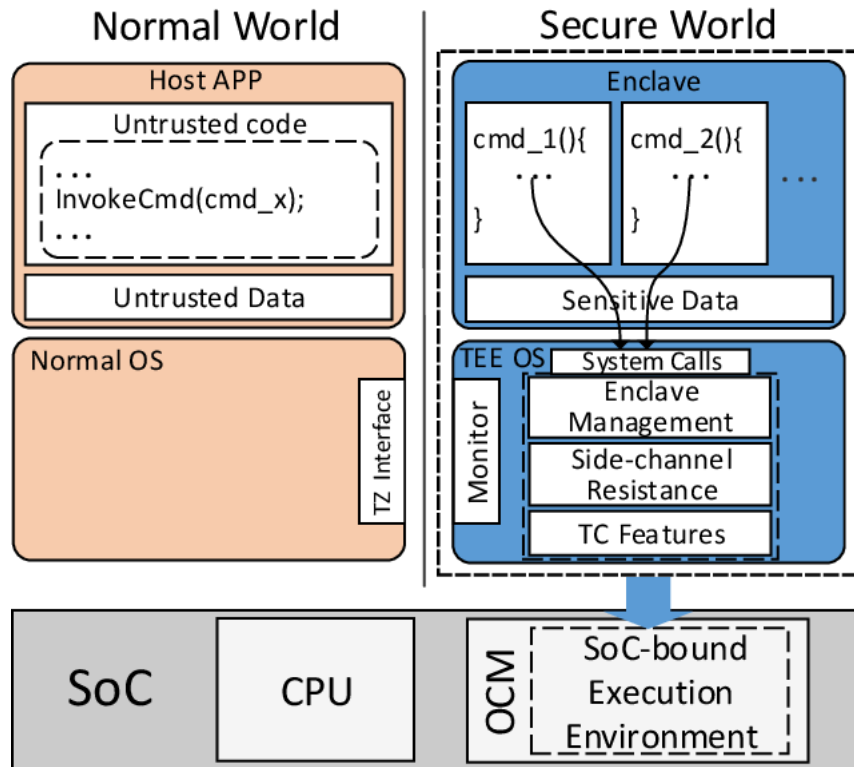 Normal World
Secure World
Host APP
Untrusted code
...
InvokeCmd(cmd_x);
...
Untrusted Data
Enclave
cmd_1(){
...
}
cmd_2(){
...
}
...
Sensitive Data
Normal OS
TZ Interface
TEE OS
System Calls
Monitor
Enclave
Management
Side-channel
Resistance
TC Features
SoC
CPU
OCM
SoC-bound
Execution
Environment